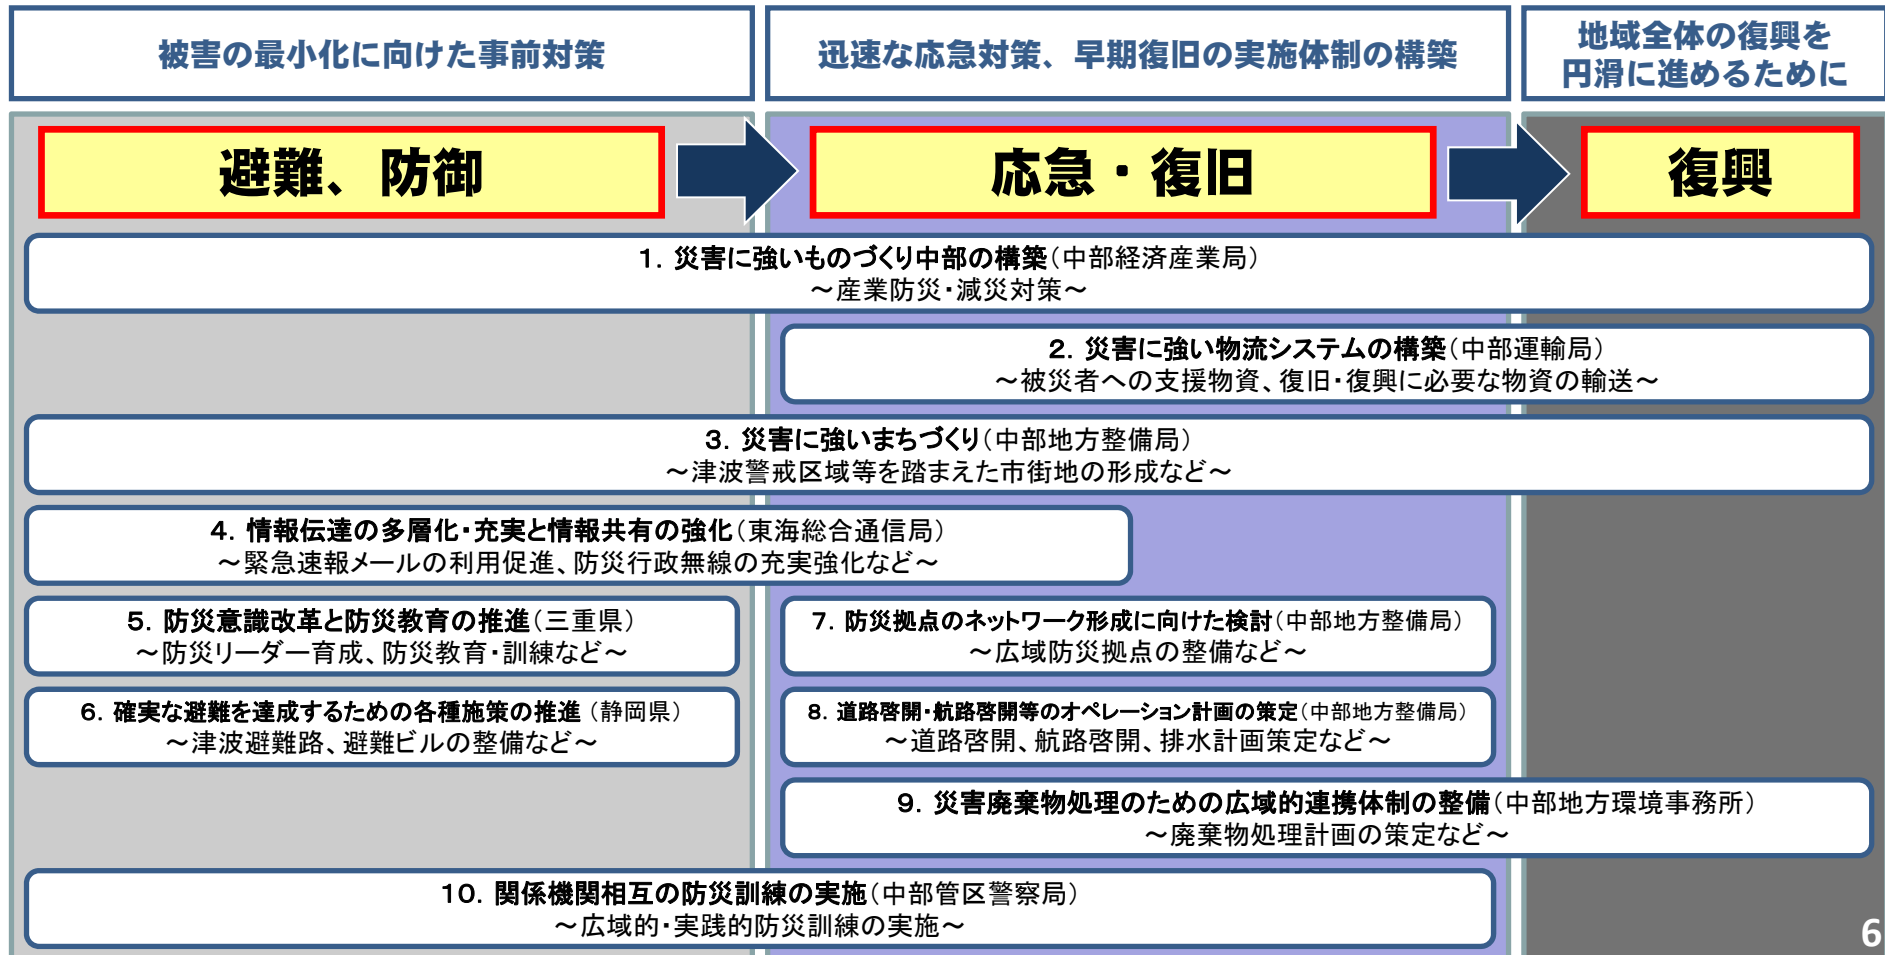 被害の最小化に向けた事前対策
迅速な応急対策、早期復旧の実施体制の構築
地域全体の復興を
円滑に進めるために
避難、防御
応急・復旧
復興
1．災害に強いものづくり中部の構築（中部経済産業局）
～産業防災・減災対策～
2．災害に強い物流システムの構築（中部運輸局）
～被災者への支援物資、復旧・復興に必要な物資の輸送～
3．災害に強いまちづくり（中部地方整備局）
～津波警戒区域等を踏まえた市街地の形成など～
4．情報伝達の多層化・充実と情報共有の強化（東海総合通信局）
～緊急速報メールの利用促進、防災行政無線の充実強化など～
5．防災意識改革と防災教育の推進（三重県）
～防災リーダー育成、防災教育・訓練など～
7．防災拠点のネットワーク形成に向けた検討（中部地方整備局）
～広域防災拠点の整備など～
6．確実な避難を達成するための各種施策の推進（静岡県）
～津波避難路、避難ビルの整備など～
8．道路啓開・航路啓開等のオペレーション計画の策定（中部地方整備局）
～道路啓開、航路啓開、排水計画策定など～
9．災害廃棄物処理のための広域的連携体制の整備（中部地方環境事務所）
～廃棄物処理計画の策定など～
10．関係機関相互の防災訓練の実施（中部管区警察局）
～広域的・実践的防災訓練の実施～
6